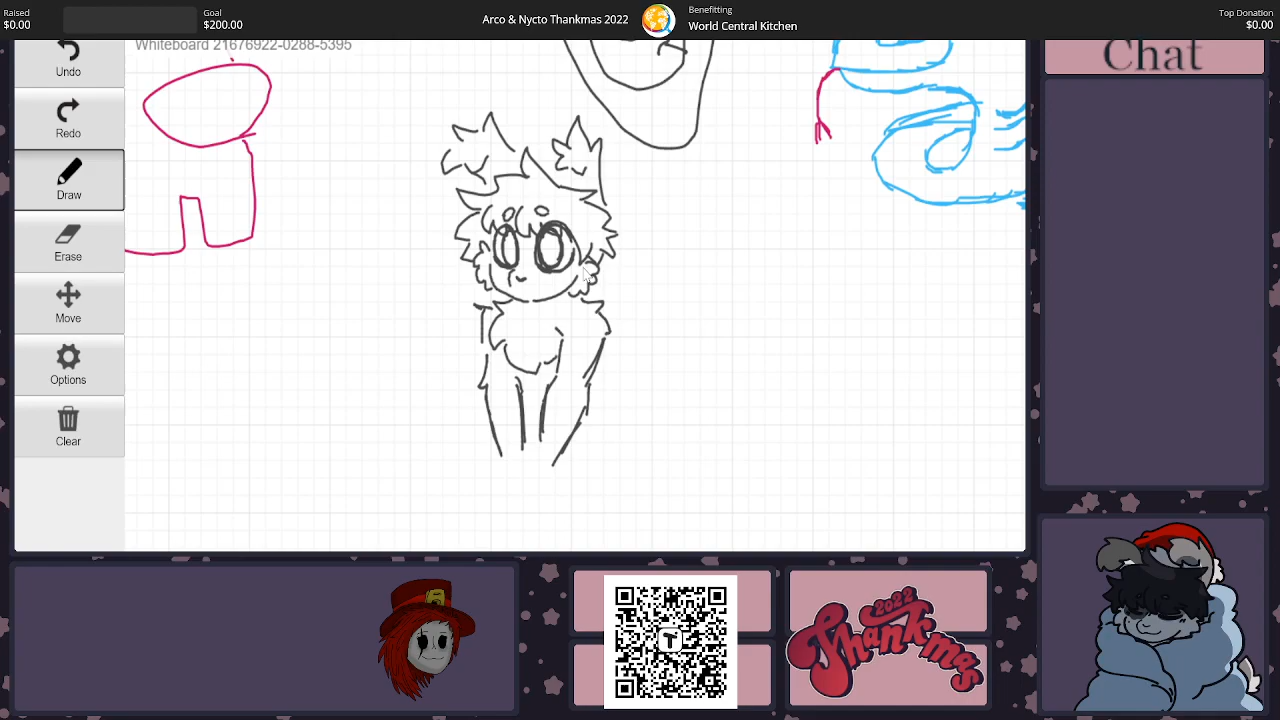 Raised
$0.00
Goal
$200.00
Arco & Nycto Thankmas 2022
Benefitting
World Central Kitchen
Top Donation
$0.00
Whiteboard 21676922-0288-5395
Undo
Redo
Draw
Erase
Move
Options
Clear
Chat
T
2022
Thankmas